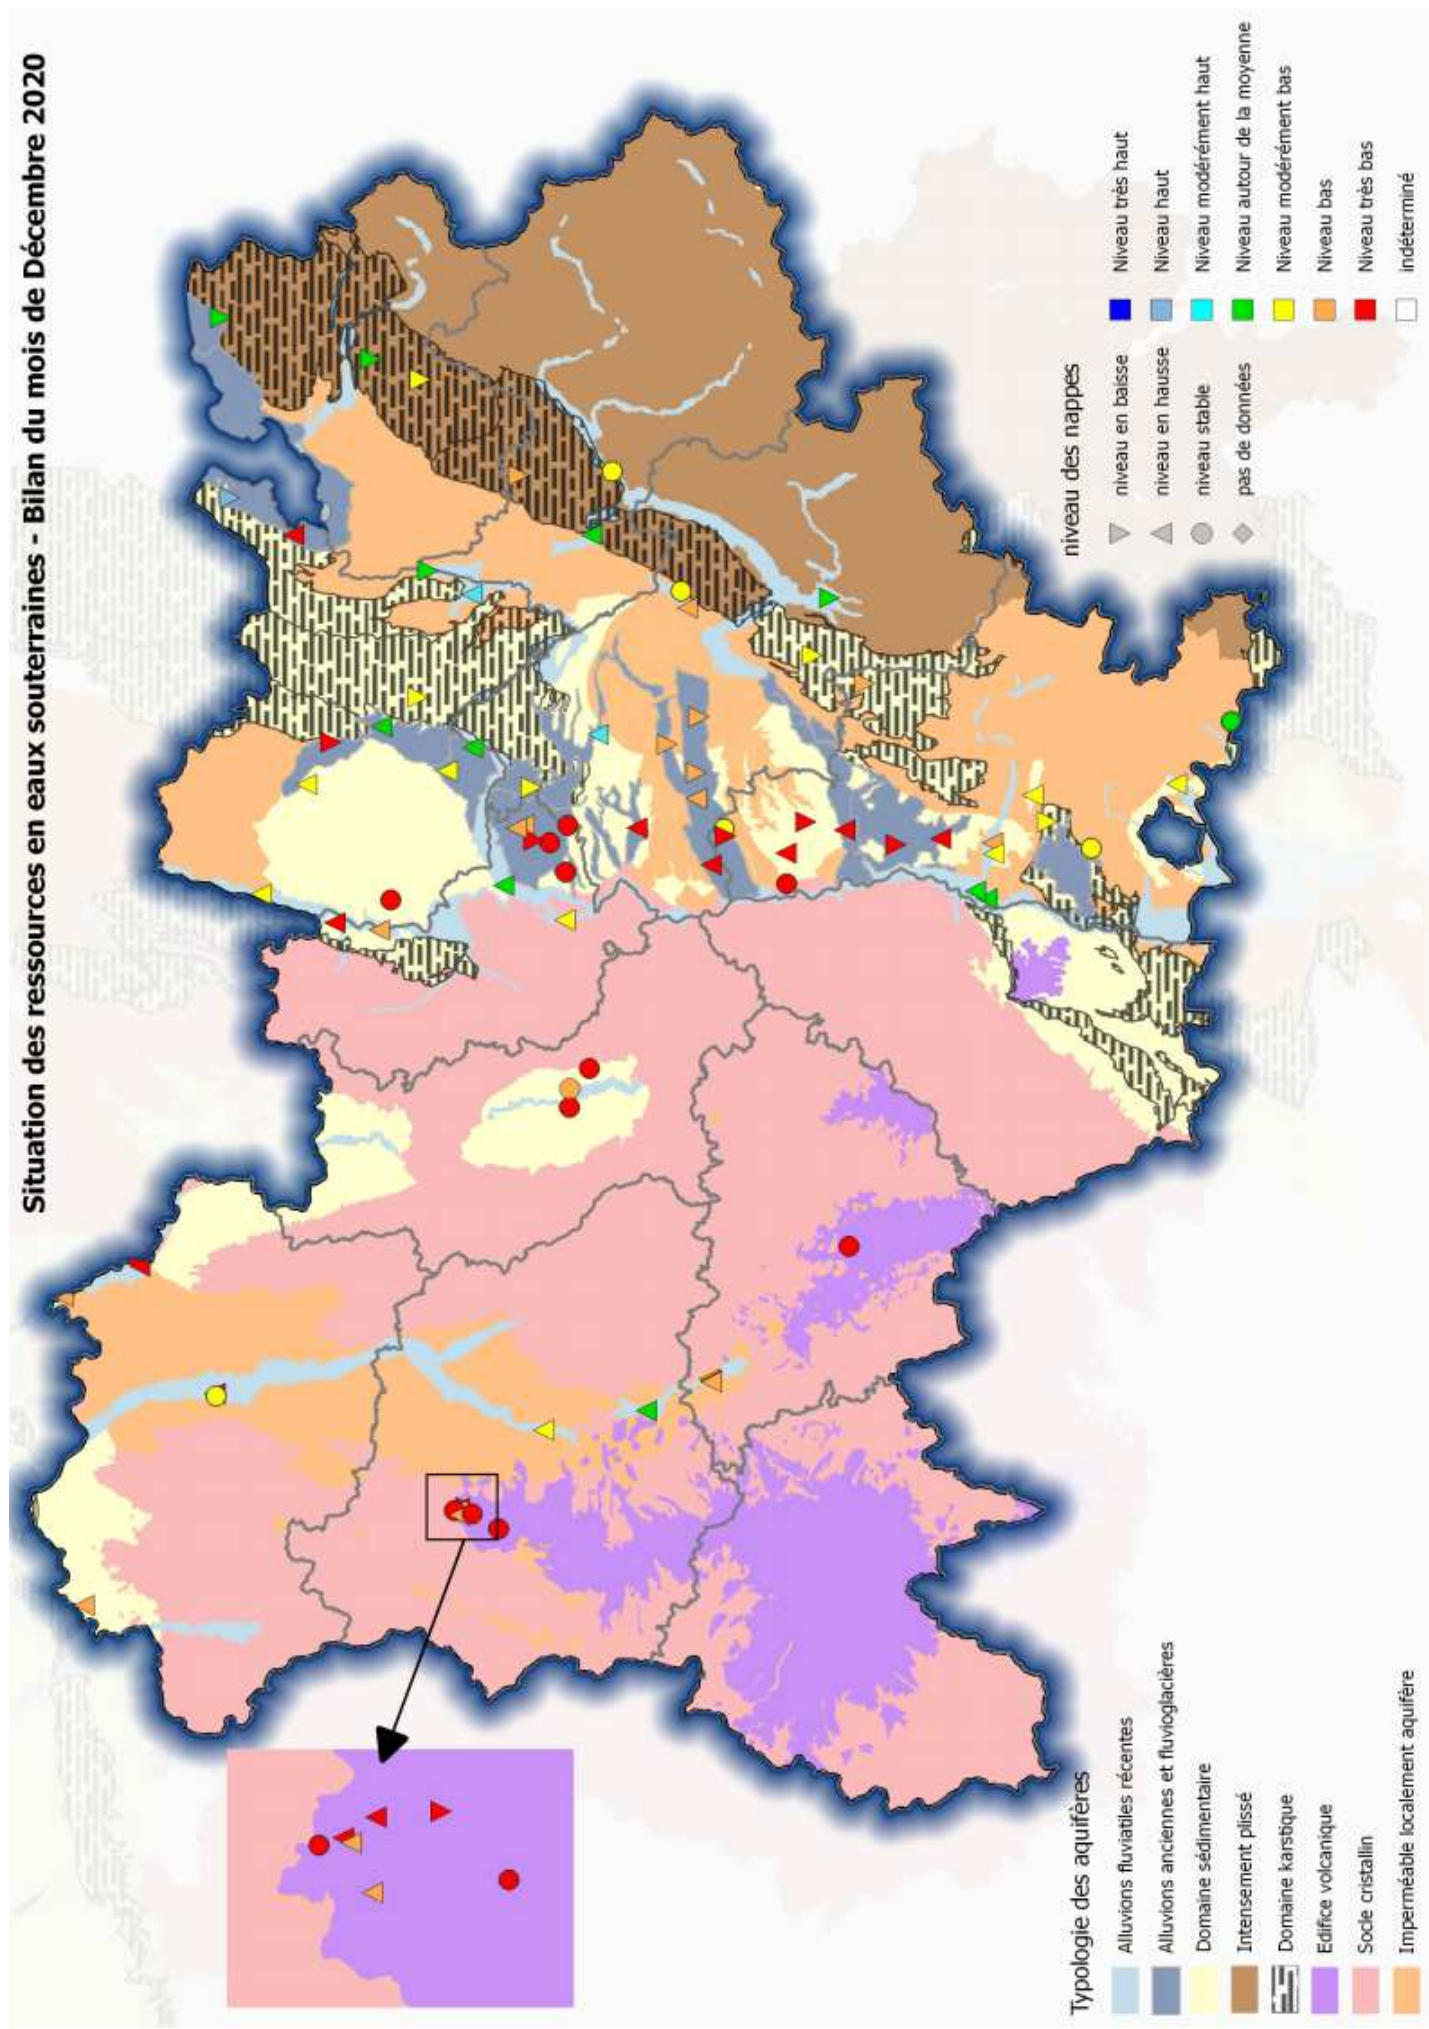 Situation des ressources en eaux souterraines - Bilan du mois de Décembre 2020
Typologie des aquifères
Alluvions fluviatiles récentes
Alluvions anciennes et fluvioglacières
Domaine sédimentaire
Intensement plissé
Domaine karstique
Edifice volcanique
Socle cristallin
Imperméable localement aquifère
niveau des nappes
niveau en baisse
niveau en hausse
niveau stable
pas de données
Niveau très haut
Niveau haut
Niveau modérément haut
Niveau autour de la moyenne
Niveau modérément bas
Niveau bas
Niveau très bas
indéterminé